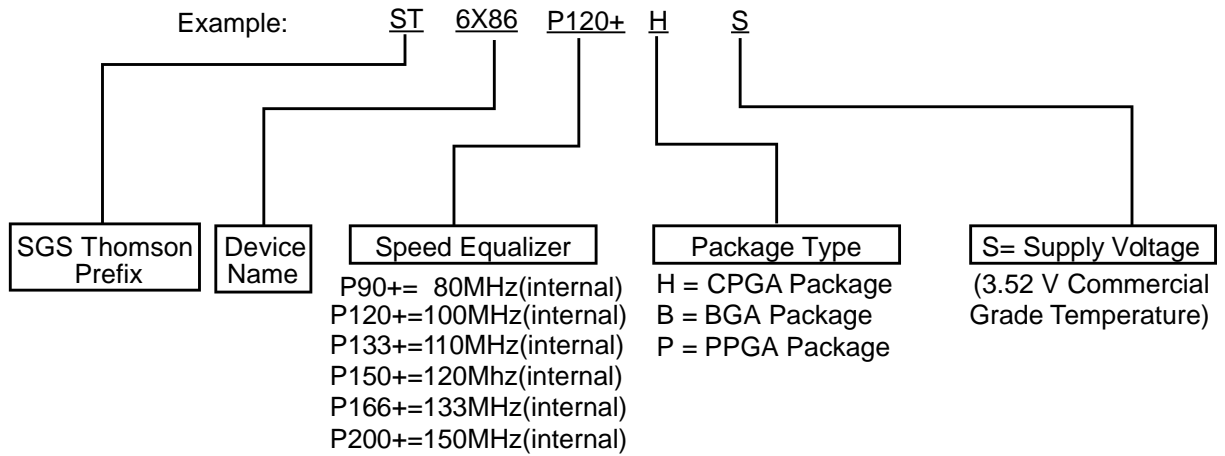 Example: ST 6X86 P120+ H S
SGS Thomson
Prefix
Device
Name
Speed Equalizer
P90+= 80MHz(internal)
P120+=100MHz(internal)
P133+=110MHz(internal)
P150+=120Mhz(internal)
P166+=133MHz(internal)
P200+=150MHz(internal)
Package Type
H = CPGA Package
B = BGA Package
P = PPGA Package
S= Supply Voltage
(3.52 V Commercial
Grade Temperature)